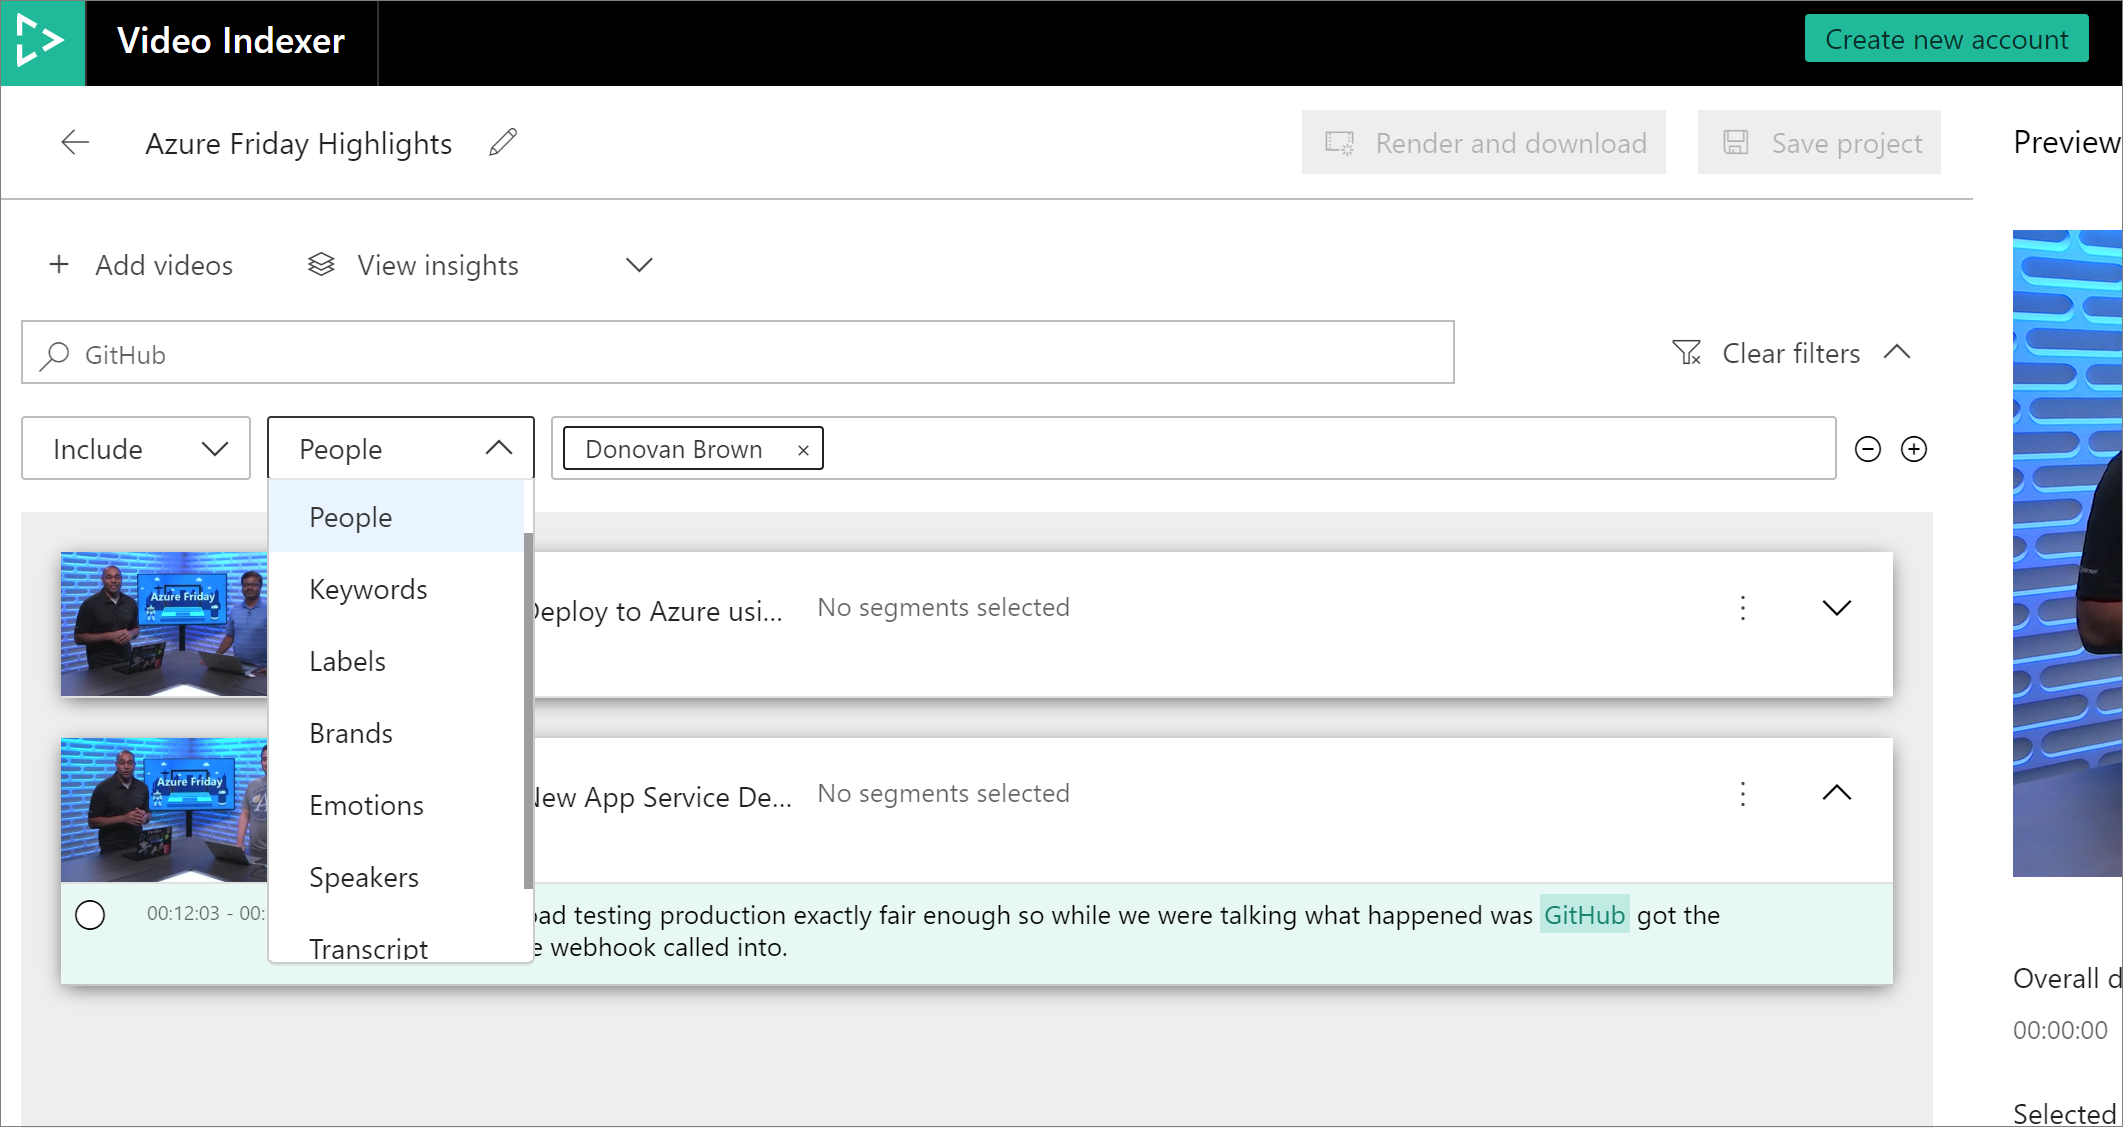 Video Indexer
Create new account
Azure Friday Highlights
Render and download
Save project
Preview
Add videos
View insights
GitHub
Clear filters
Include
People
Donovan Brown ×
People
Keywords
Labels
Brands
Emotions
Speakers
Transcript
Azure Friday
Deploy to Azure usi...
No segments selected
Azure Friday
New App Service De...
No segments selected
00:12:03 - 00:
testing production exactly fair enough so while we were talking what happened was GitHub got the
webhook called into.
Overall
00:00:00
Selected